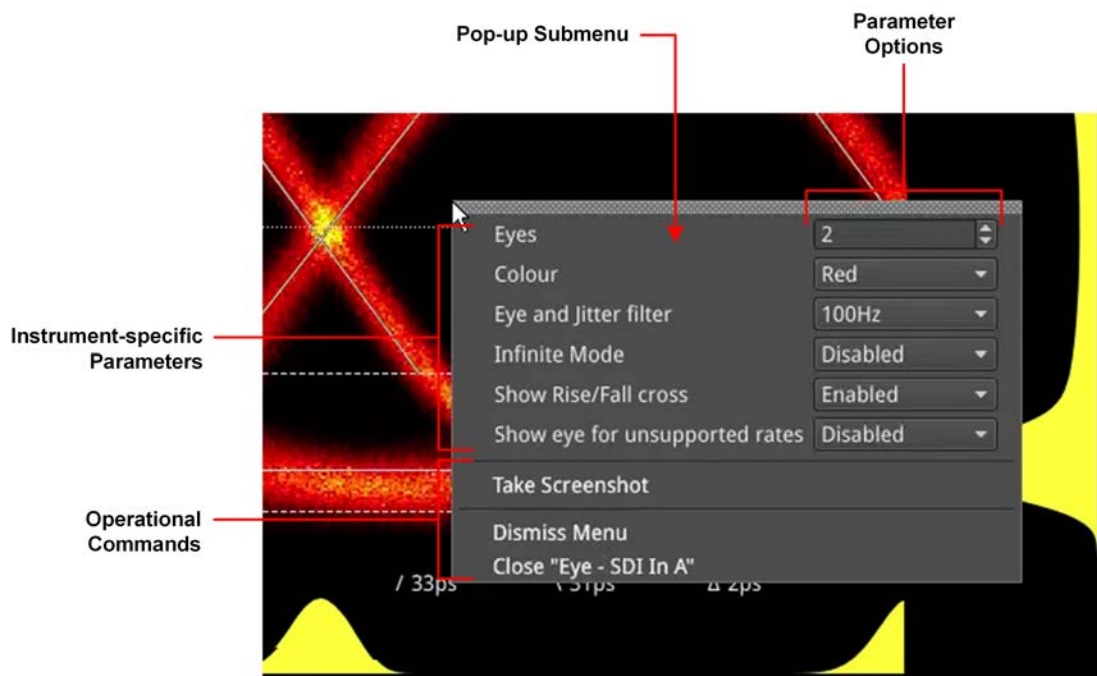 Pop-up Submenu
Parameter
Options
Eyes 2
Colour Red
Eye and Jitter filter 100Hz
Infinite Mode Disabled
Show Rise/Fall cross Enabled
Show eye for unsupported rates Disabled
Instrument-specific
Parameters
Take Screenshot
Operational
Commands
Dismiss Menu
Close "Eye - SDI In A"
/ 33ps \ 31ps Δ 2ps